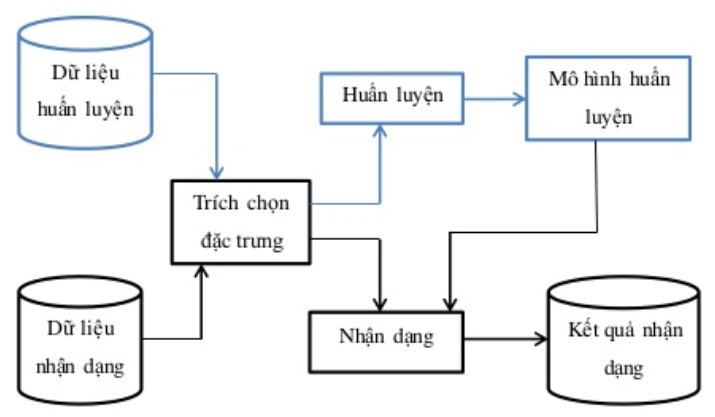 Dữ liệu
huấn luyện
Huấn luyện
Mô hình huấn
luyện
Trích chọn
đặc trưng
Dữ liệu
nhận dạng
Nhận dạng
Kết quả nhận
dạng